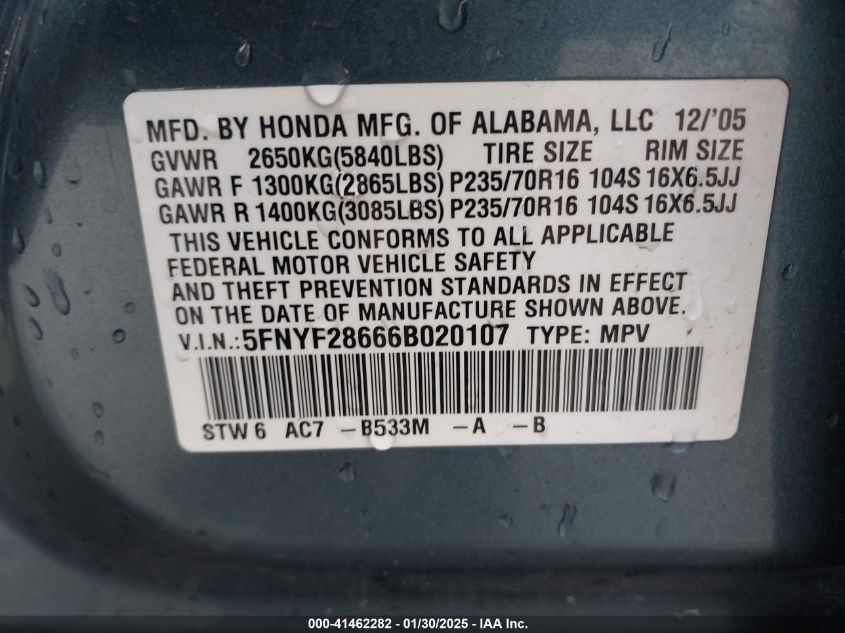 MFD. BY HONDA MFG. OF ALABAMA, LLC 12/'05
GVWR 2650KG(5840LBS) TIRE SIZE RIM SIZE
GAWR F 1300KG(2865LBS) P235/70R16 104S 16X6.5JJ
GAWR R 1400KG(3085LBS) P235/70R16 104S 16X6.5JJ
THIS VEHICLE CONFORMS TO ALL APPLICABLE
FEDERAL MOTOR VEHICLE SAFETY
AND THEFT PREVENTION STANDARDS IN EFFECT
ON THE DATE OF MANUFACTURE SHOWN ABOVE.
V.I.N.:5FNYF28666B020107 TYPE: MPV
STW 6 AC7 -B533M -A -B
000-41462282 - 01/30/2025 - IAA Inc.